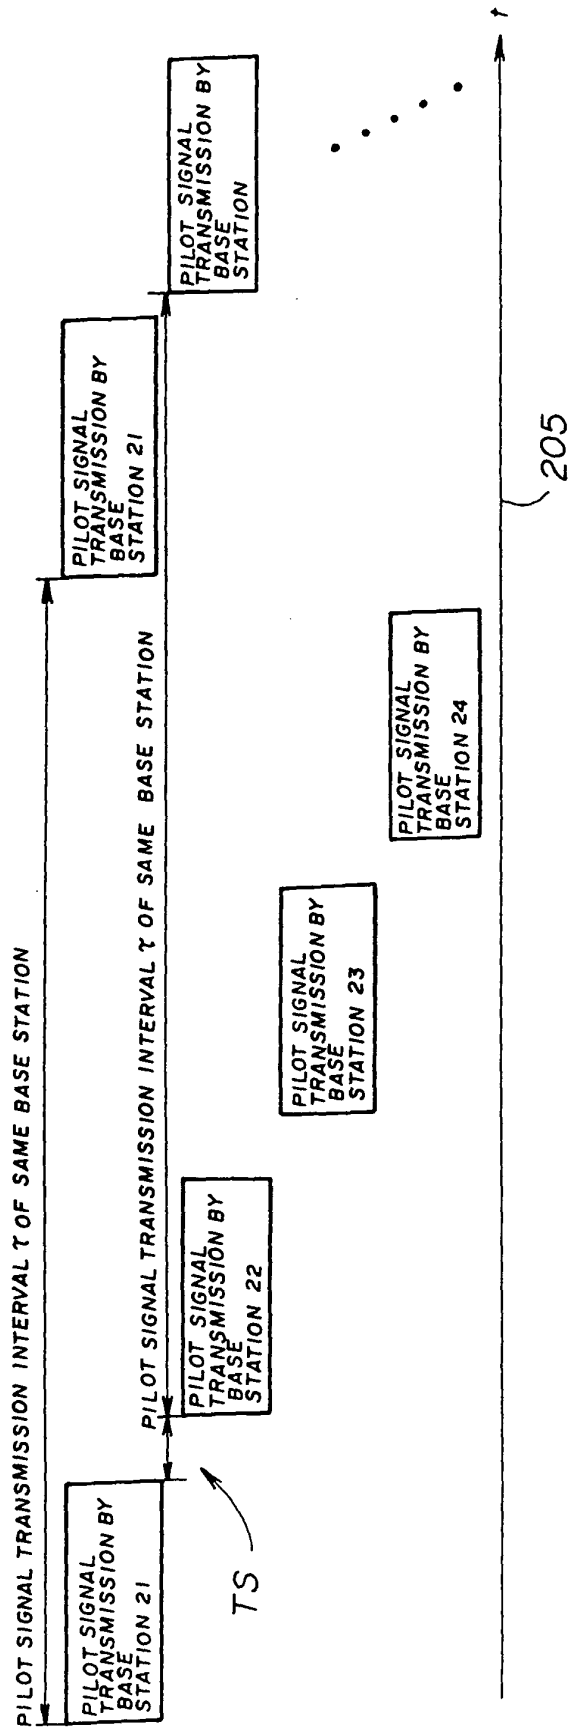 PILOT SIGNAL TRANSMISSION INTERVAL τ OF SAME BASE STATION
PILOT SIGNAL
TRANSMISSION BY
BASE
STATION 21
PILOT SIGNAL
TRANSMISSION BY
BASE
STATION 21
PILOT SIGNAL TRANSMISSION INTERVAL τ OF SAME BASE STATION
TS
PILOT SIGNAL
TRANSMISSION BY
BASE
STATION 22
PILOT SIGNAL
TRANSMISSION BY
BASE
STATION
PILOT SIGNAL
TRANSMISSION BY
BASE
STATION 23
PILOT SIGNAL
TRANSMISSION BY
BASE
STATION 24
t
205